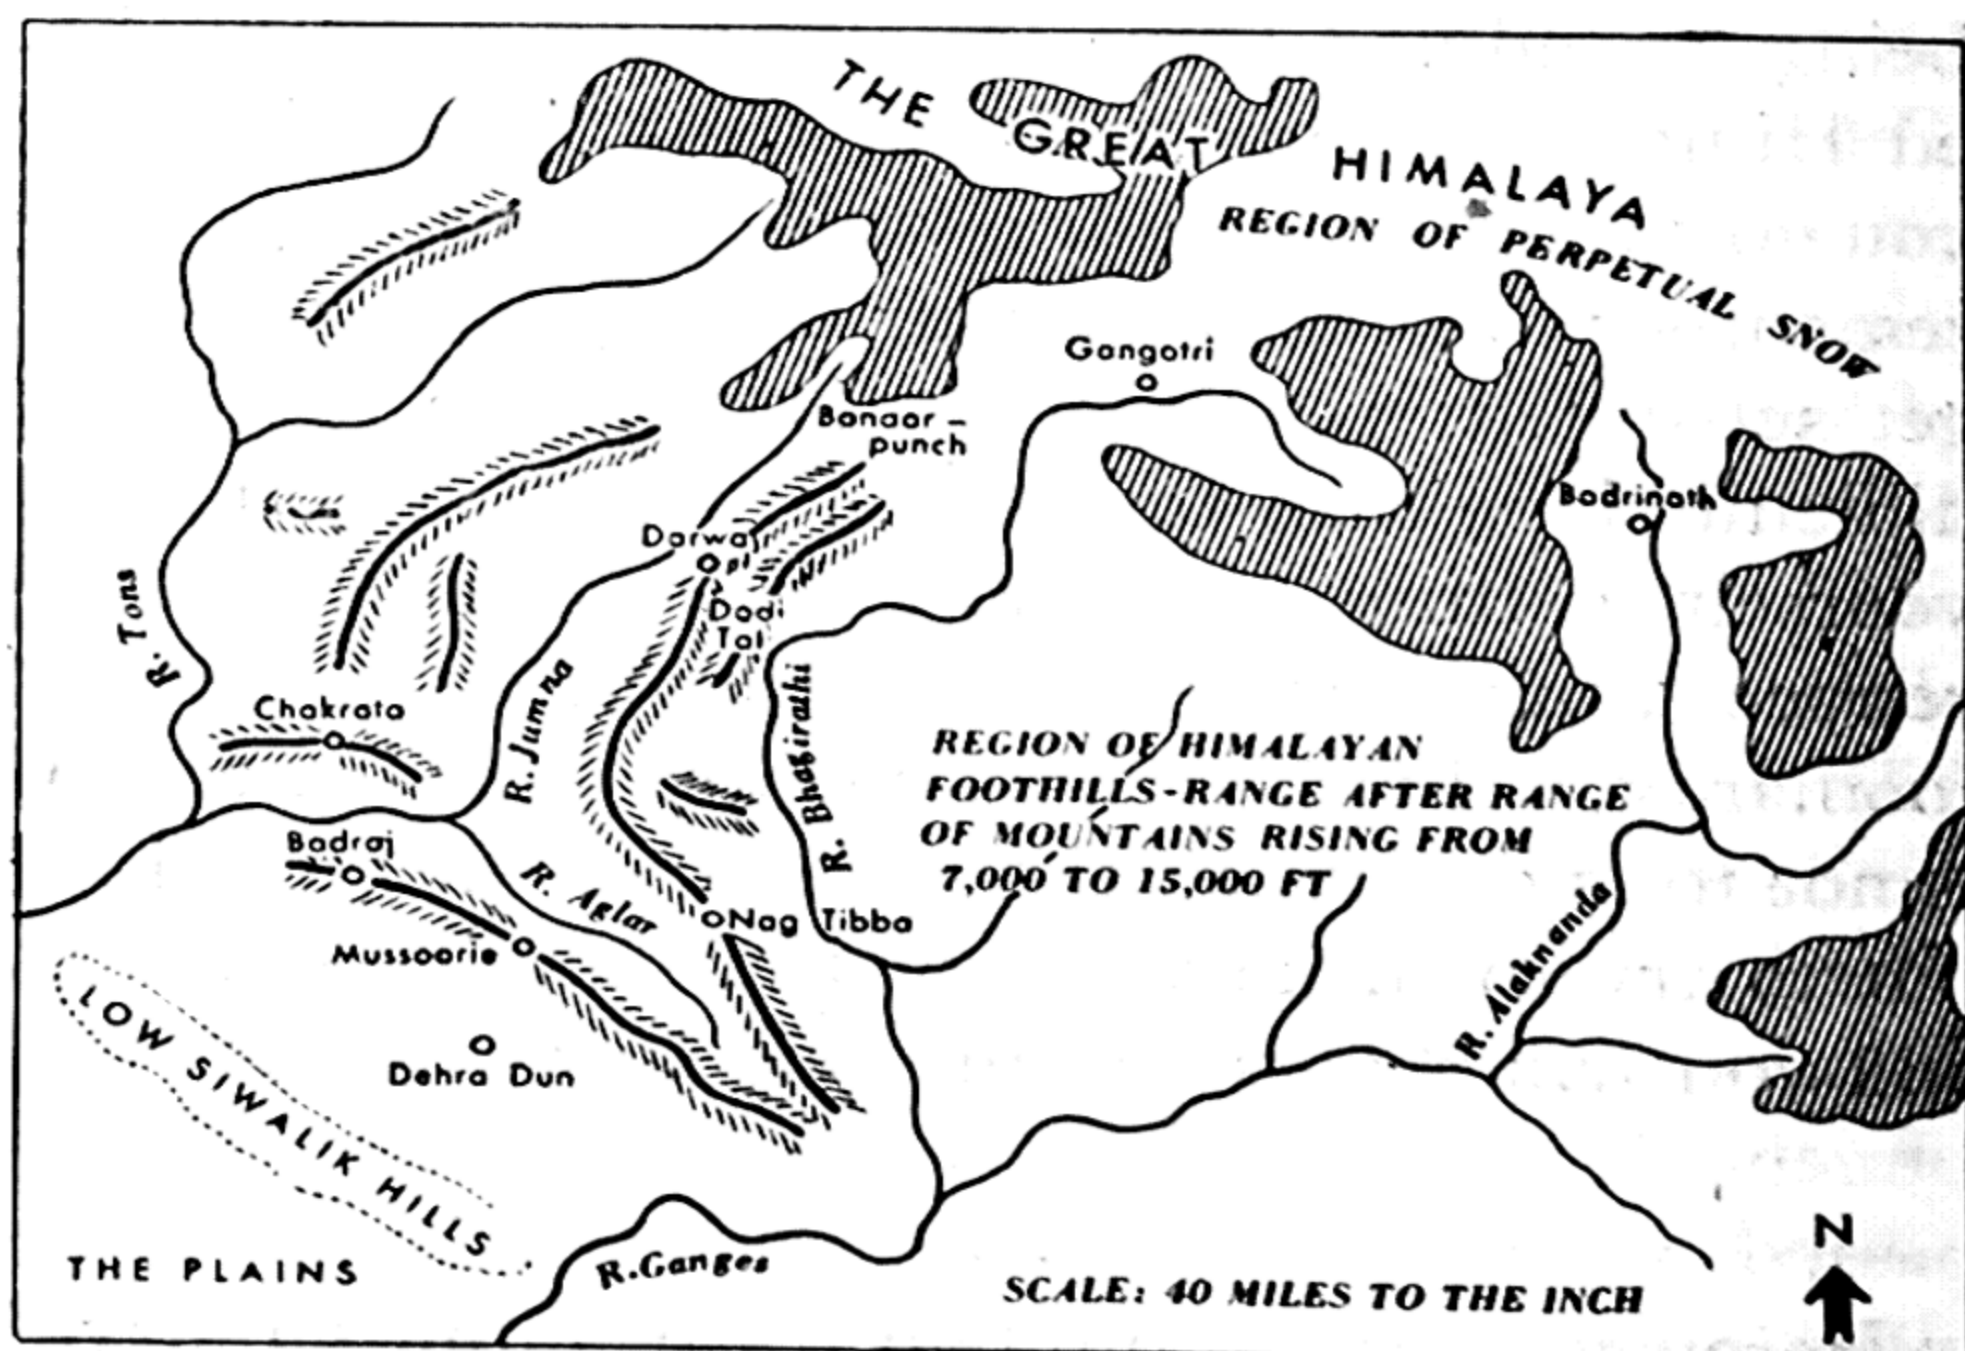 THE GREAT HIMALAYA
REGION OF PERPETUAL SNOW
Gangotri
Bandar-
punch
Badrinath
Darwa
pl
Dodi
Tal
R. Tons
Chakrata
R. Jumna
R. Bhagirathi
REGION OF HIMALAYAN
FOOTHILLS-RANGE AFTER RANGE
OF MOUNTAINS RISING FROM
7,000 TO 15,000 FT
Badraj
R. Aglar
Nag Tibba
Mussoorie
R. Alaknanda
LOW SIWALIK HILLS
Dehra Dun
THE PLAINS
R. Ganges
SCALE: 40 MILES TO THE INCH
N